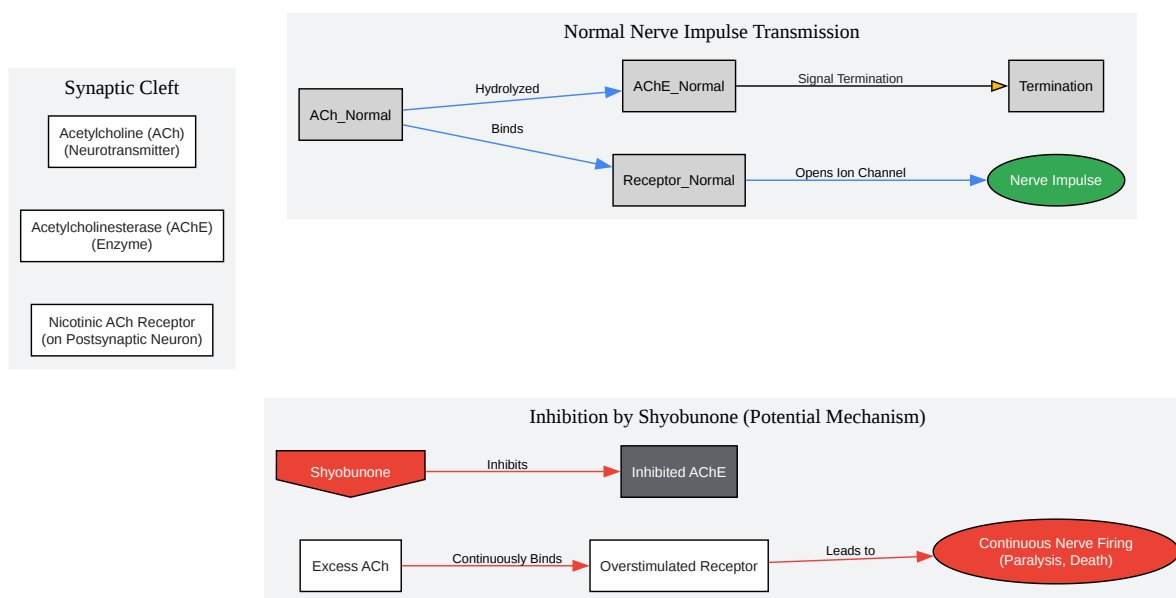 Normal Nerve Impulse Transmission
Synaptic Cleft
Acetylcholine (ACh)
(Neurotransmitter)
Acetylcholinesterase (AChE)
(Enzyme)
Nicotinic ACh Receptor
(on Postsynaptic Neuron)
ACh_Normal
Hydrolyzed
AChE_Normal
Signal Termination
Termination
Binds
Receptor_Normal
Opens Ion Channel
Nerve Impulse
Inhibition by Shyobunone (Potential Mechanism)
Shyobunone
Inhibits
Inhibited AChE
Excess ACh
Continuously Binds
Overstimulated Receptor
Leads to
Continuous Nerve Firing
(Paralysis, Death)